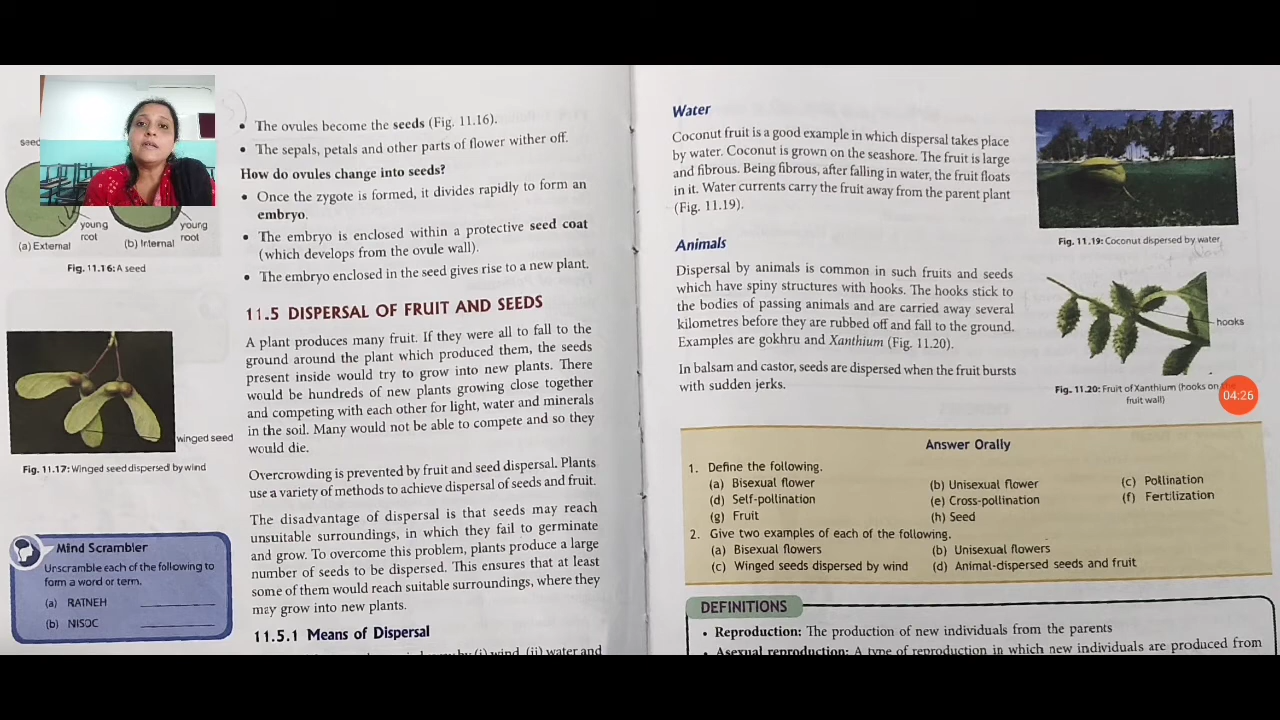 seed
young
root
young
root
(a) External
(b) Internal
Fig. 11.16: A seed
winged seed
Fig. 11.17: Winged seed dispersed by wind
Mind Scrambler
Unscramble each of the following to
form a word or term.
(a) RATNEH
(b) NISOC
• The ovules become the seeds (Fig. 11.16).
• The sepals, petals and other parts of flower wither off.
How do ovules change into seeds?
• Once the zygote is formed, it divides rapidly to form an
embryo.
• The embryo is enclosed within a protective seed coat
(which develops from the ovule wall).
• The embryo enclosed in the seed gives rise to a new plant.
11.5 DISPERSAL OF FRUIT AND SEEDS
A plant produces many fruit. If they were all to fall to the
ground around the plant which produced them, the seeds
present inside would try to grow into new plants. There
would be hundreds of new plants growing close together
and competing with each other for light, water and minerals
in the soil. Many would not be able to compete and so they
would die.
Overcrowding is prevented by fruit and seed dispersal. Plants
use a variety of methods to achieve dispersal of seeds and fruit.
The disadvantage of dispersal is that seeds may reach
unsuitable surroundings, in which they fail to germinate
and grow. To overcome this problem, plants produce a large
number of seeds to be dispersed. This ensures that at least
some of them would reach suitable surroundings, where they
may grow into new plants.
11.5.1 Means of Dispersal
by (i) wind, (ii) water and
Water
Coconut fruit is a good example in which dispersal takes place
by water. Coconut is grown on the seashore. The fruit is large
and fibrous. Being fibrous, after falling in water, the fruit floats
in it. Water currents carry the fruit away from the parent plant
(Fig. 11.19).
Fig. 11.19: Coconut dispersed by water
Animals
Dispersal by animals is common in such fruits and seeds
which have spiny structures with hooks. The hooks stick to
the bodies of passing animals and are carried away several
kilometres before they are rubbed off and fall to the ground.
Examples are gokhru and Xanthium (Fig. 11.20).
In balsam and castor, seeds are dispersed when the fruit bursts
with sudden jerks.
hooks
Fig. 11.20: Fruit of Xanthium (hooks on
fruit wall)
04:26
Answer Orally
1. Define the following.
(a) Bisexual flower (b) Unisexual flower (c) Pollination
(d) Self-pollination (e) Cross-pollination (f) Fertilization
(g) Fruit (h) Seed
2. Give two examples of each of the following.
(a) Bisexual flowers (b) Unisexual flowers
(c) Winged seeds dispersed by wind (d) Animal-dispersed seeds and fruit
DEFINITIONS
• Reproduction: The production of new individuals from the parents
• Asexual reproduction: A type of reproduction in which new individuals are produced from